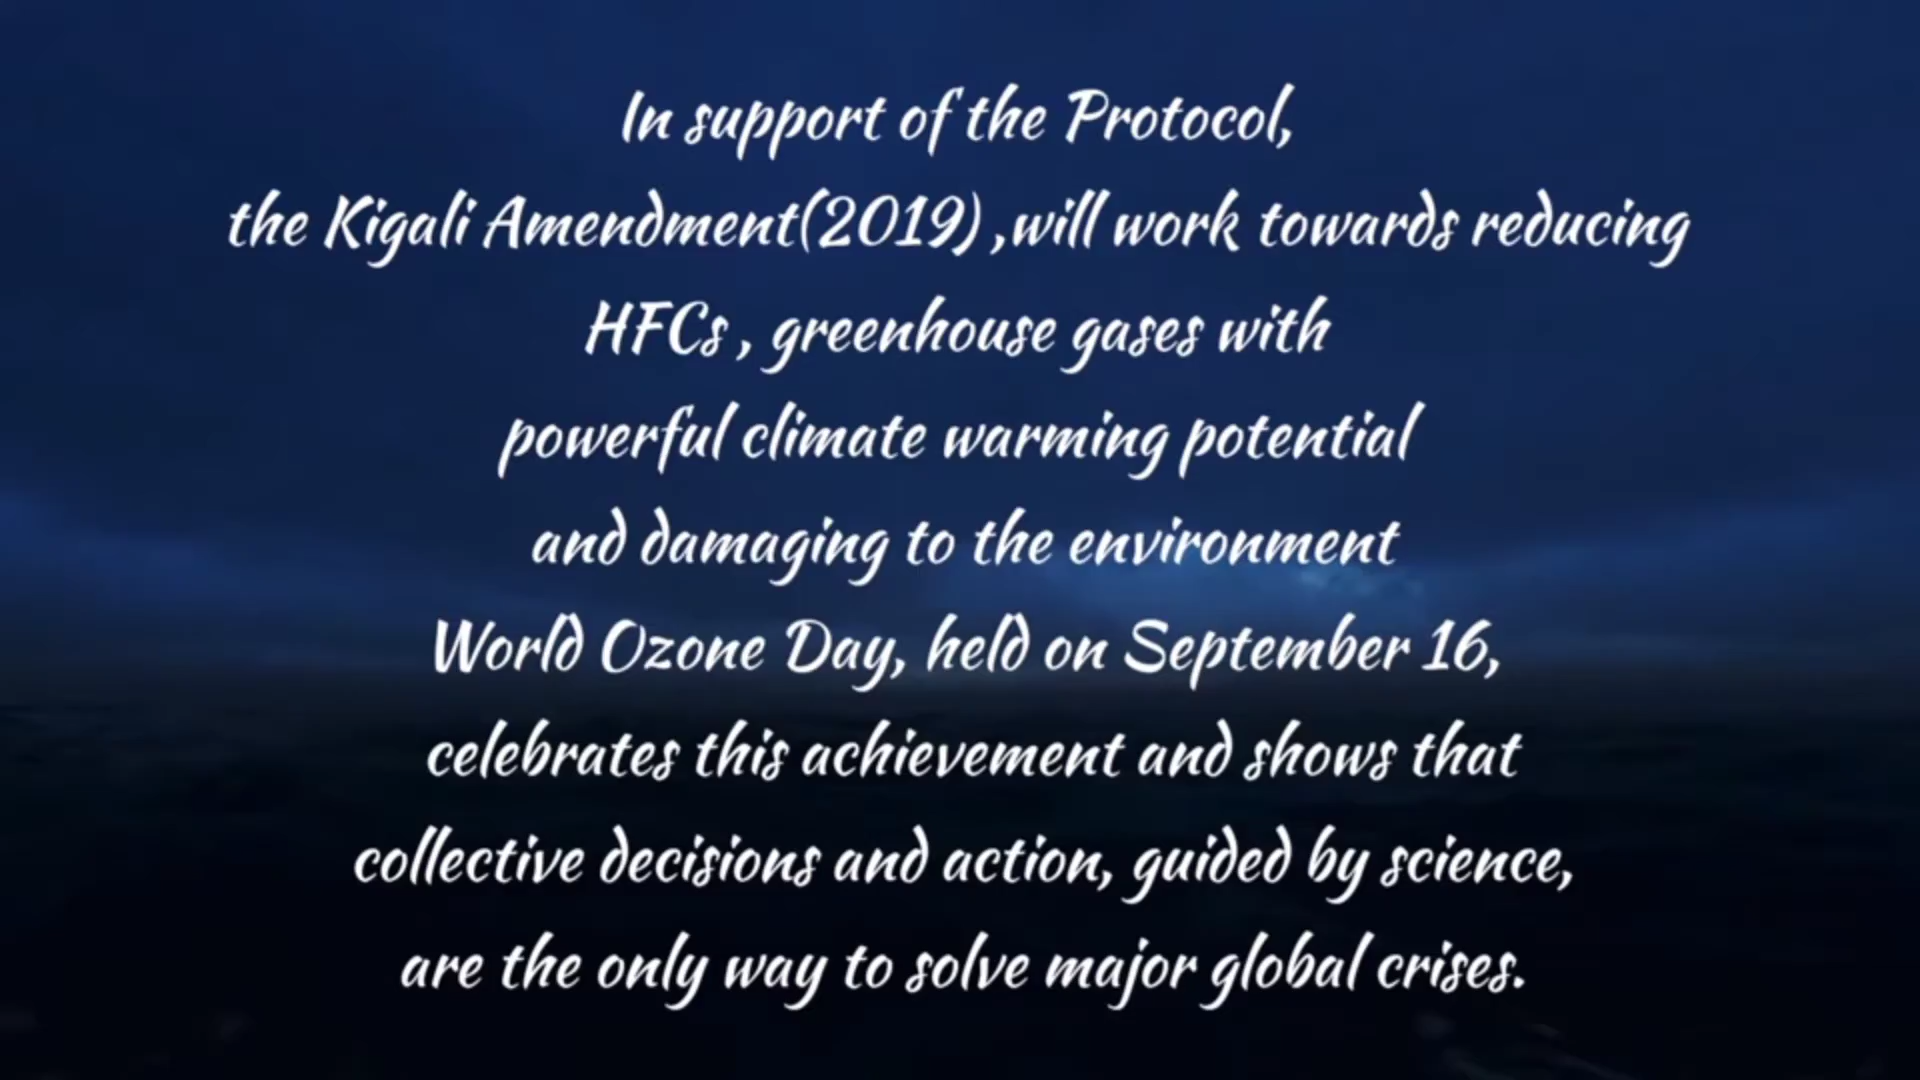 In support of the Protocol,
the Kigali Amendment(2019) ,will work towards reducing
HFCs , greenhouse gases with
powerful climate warming potential
and damaging to the environment
World Ozone Day, held on September 16,
celebrates this achievement and shows that
collective decisions and action, guided by science,
are the only way to solve major global crises.